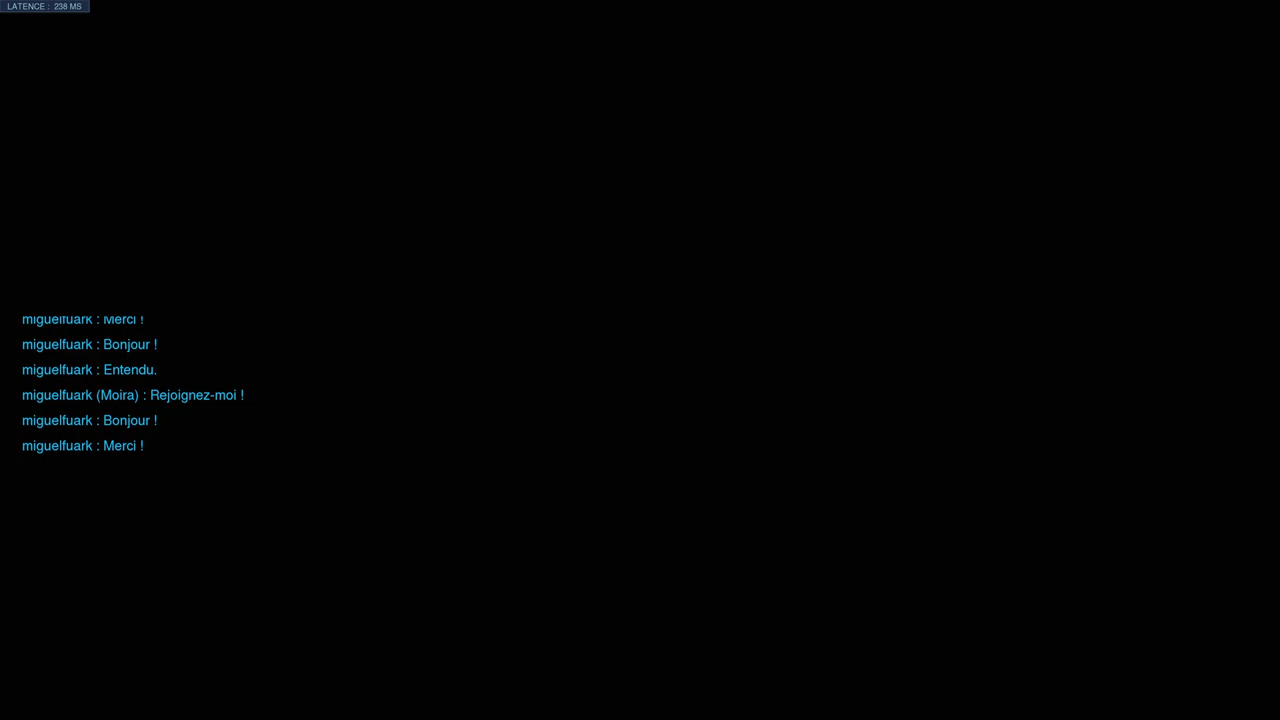 LATENCE : 238 MS
miguelfuark : Merci !
miguelfuark : Bonjour !
miguelfuark : Entendu.
miguelfuark (Moira) : Rejoignez-moi !
miguelfuark : Bonjour !
miguelfuark : Merci !